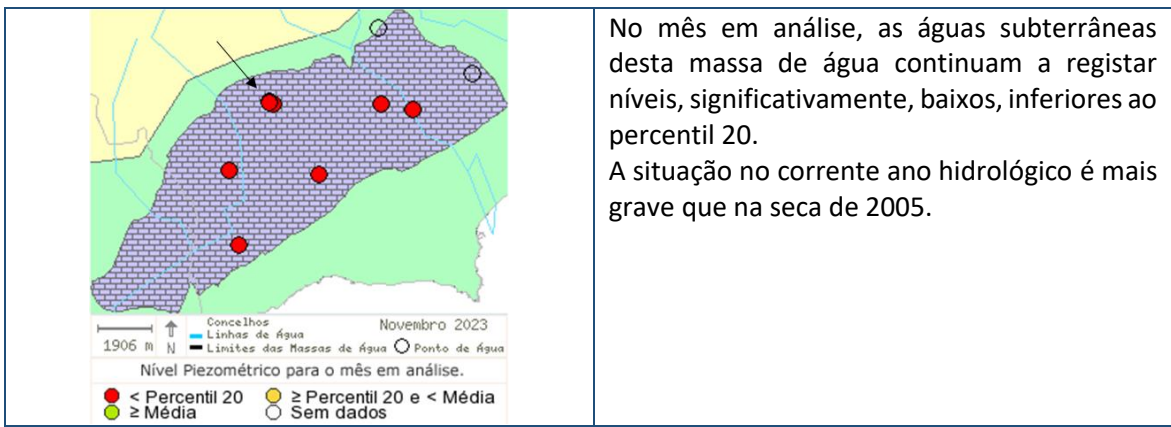 No mês em análise, as águas subterrâneas
desta massa de água continuam a registar
níveis, significativamente, baixos, inferiores ao
percentil 20.
A situação no corrente ano hidrológico é mais
grave que na seca de 2005.
1906 m
N
Concelhos
Novembro 2023
Linhas de Água
Limites das Massas de Água
Ponto de Água
Nível Piezométrico para o mês em análise.
< Percentil 20
≥ Percentil 20 e < Média
≥ Média
Sem dados